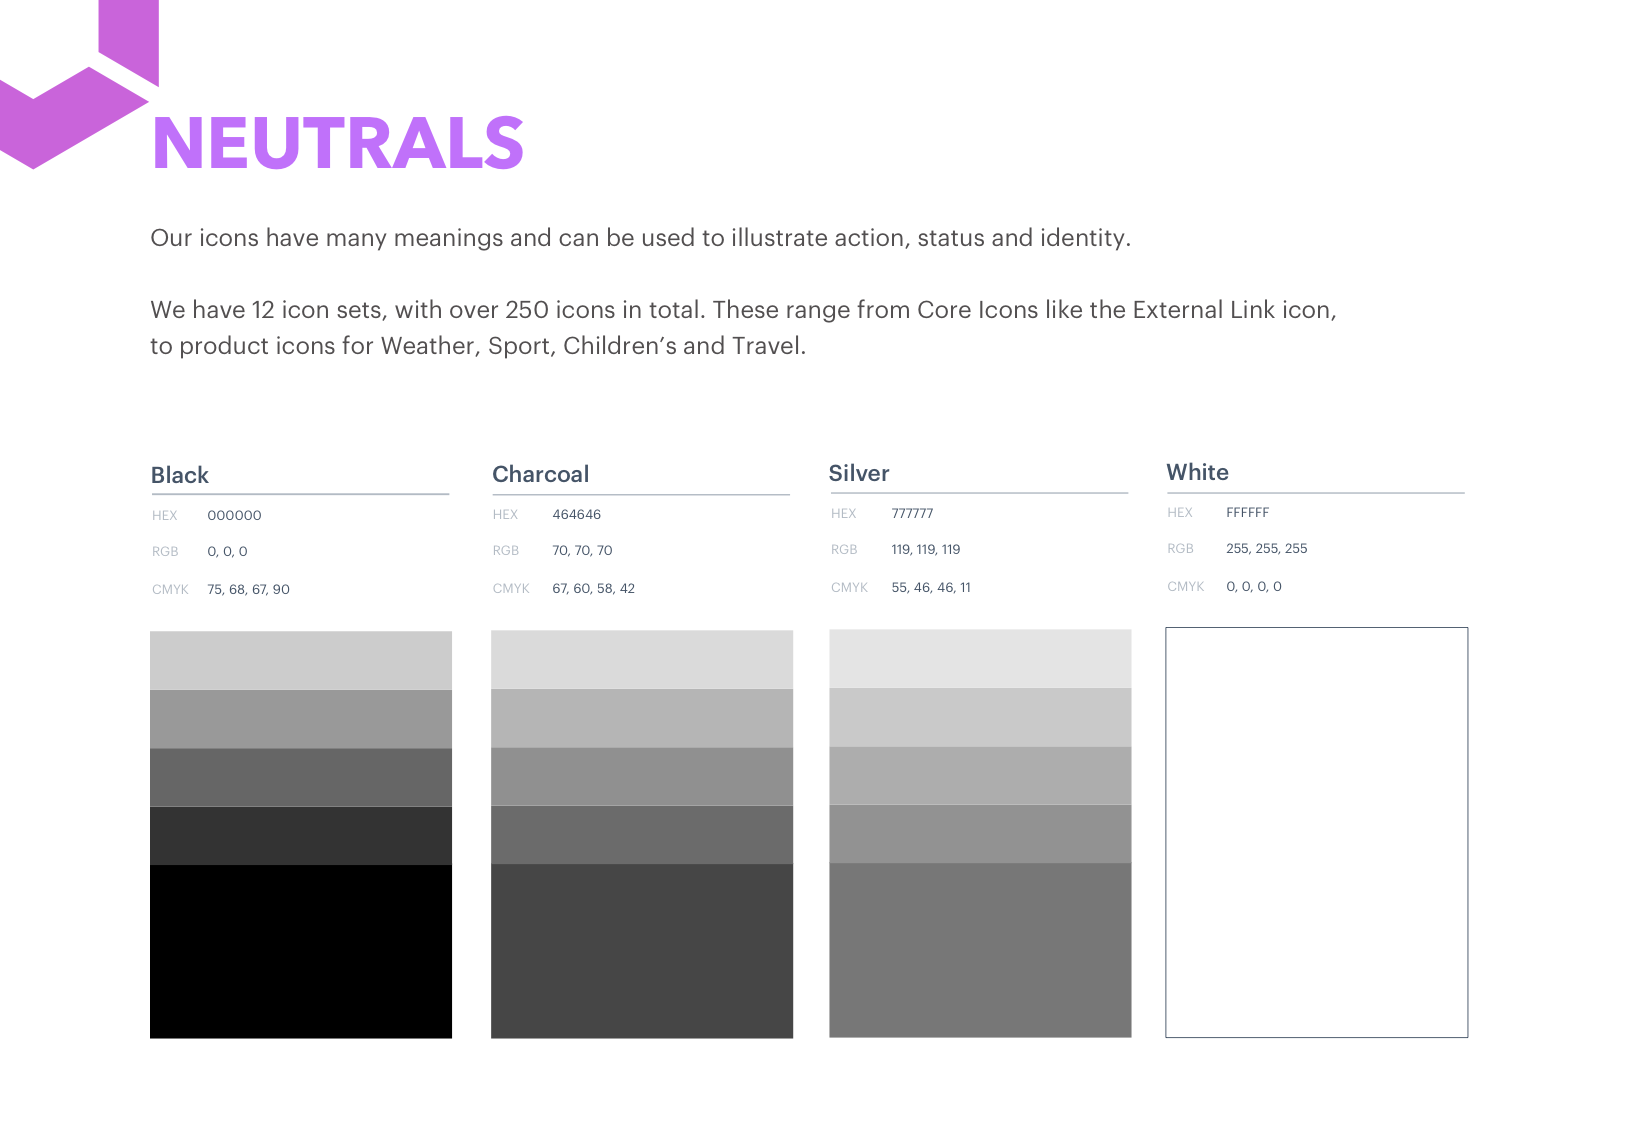 NEUTRALS
Our icons have many meanings and can be used to illustrate action, status and identity.
We have 12 icon sets, with over 250 icons in total. These range from Core Icons like the External Link icon,
to product icons for Weather, Sport, Children’s and Travel.
Black
HEX 000000
RGB 0, 0, 0
CMYK 75, 68, 67, 90
Charcoal
HEX 464646
RGB 70, 70, 70
CMYK 67, 60, 58, 42
Silver
HEX 777777
RGB 119, 119, 119
CMYK 55, 46, 46, 11
White
HEX FFFFFF
RGB 255, 255, 255
CMYK 0, 0, 0, 0